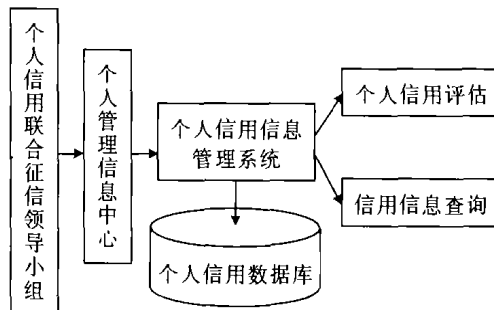 个人信用联合征信领导小组
个人管理信息中心
个人信用信息
管理系统
个人信用评估
信用信息查询
个人信用数据库